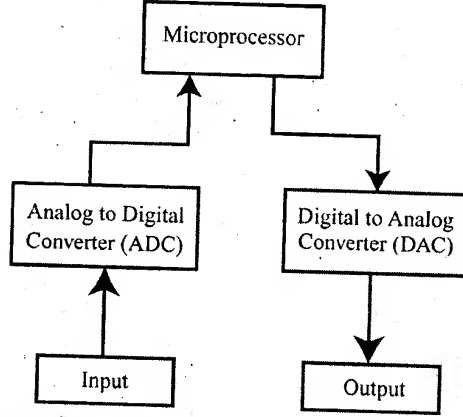 Microprocessor
Analog to Digital
Converter (ADC)
Digital to Analog
Converter (DAC)
Input
Output